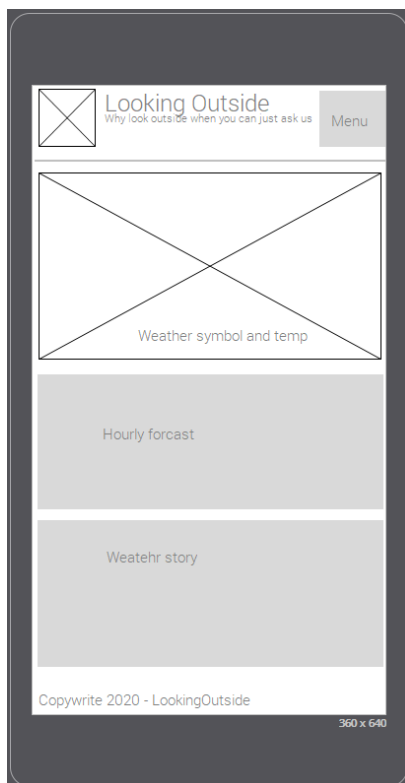 Looking Outside
Why look outside when you can just ask us
Menu
Weather symbol and temp
Hourly forcast
Weatehr story
Copywrite 2020 - LookingOutside
360 x 640